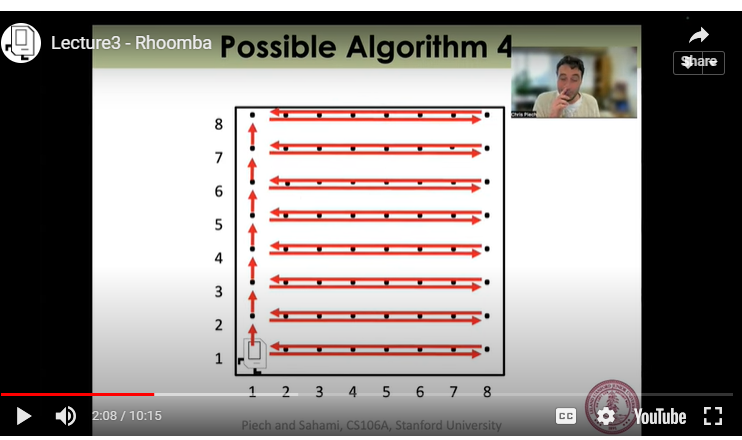 Lecture3 - Rhoomba
Possible Algorithm 4
Share
Chris Piech
8
7
6
5
4
3
2
1
1 2 3 4 5 6 7 8
2:08 / 10:15
CC
YouTube
Piech and Sahami, CS106A, Stanford University